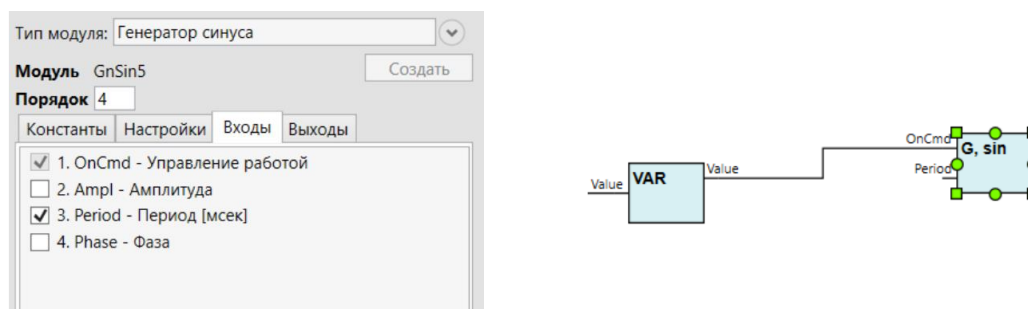 Тип модуля: Генератор синуса
Модуль GnSin5 Создать
Порядок 4
Константы Настройки Входы Выходы
1. OnCmd - Управление работой
2. Ampl - Амплитуда
3. Period - Период [мсек]
4. Phase - Фаза
Value VAR Value
OnCmd G, sin
Period